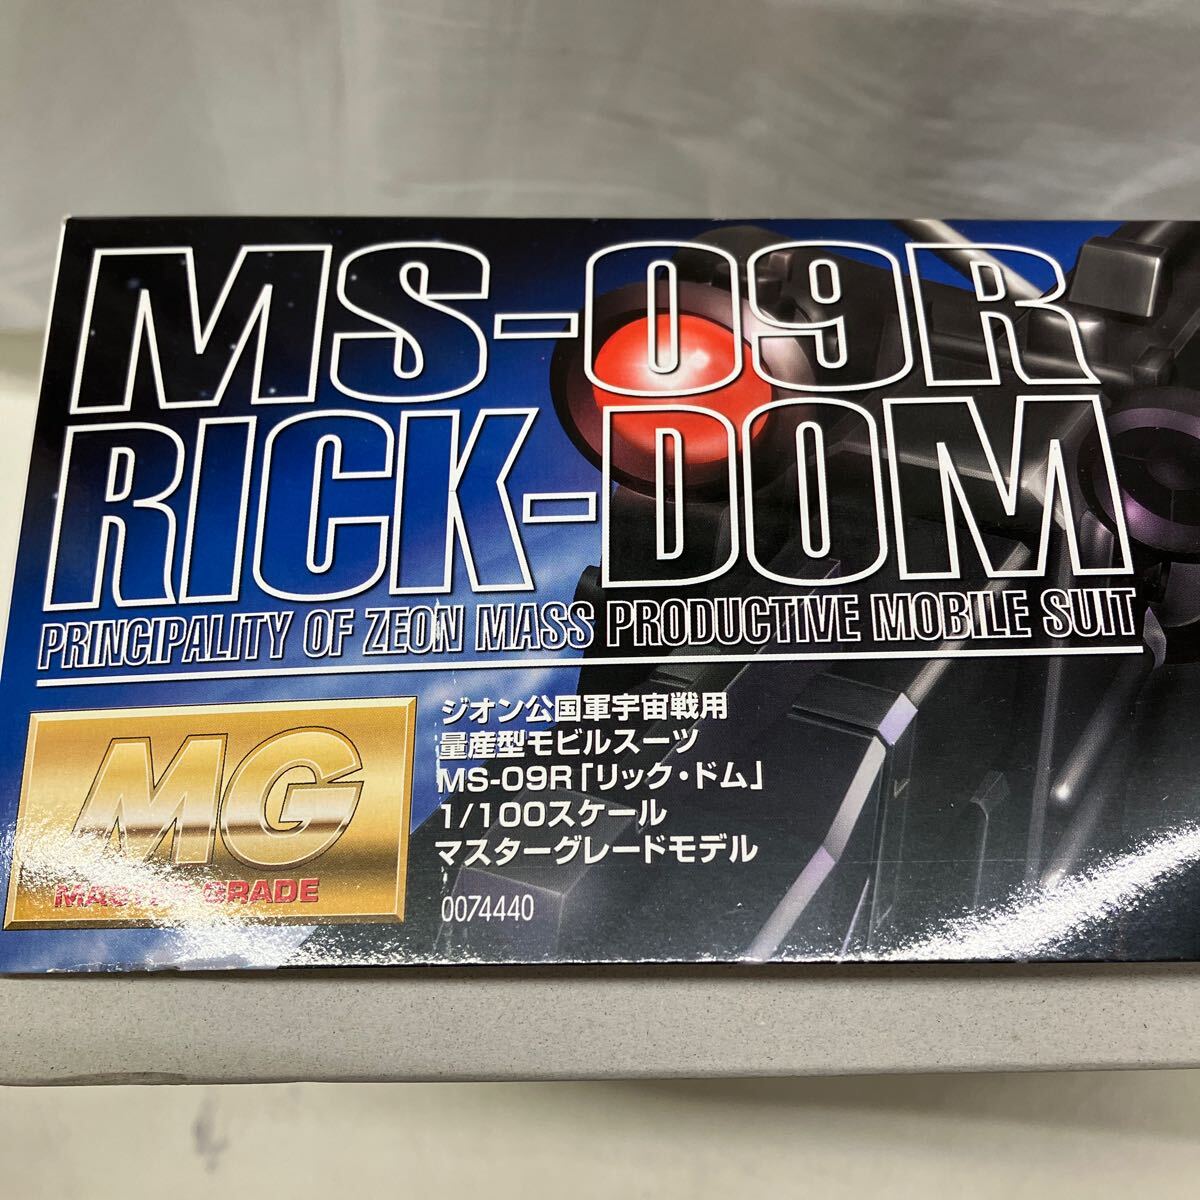 MS-09R
RICK-DOM
PRINCIPALITY OF ZEON MASS PRODUCTIVE MOBILE SUIT
MG
MASTER GRADE
ジオン公国軍宇宙戦用
量産型モビルスーツ
MS-09R「リック・ドム」
1/100スケール
マスターグレードモデル
0074440